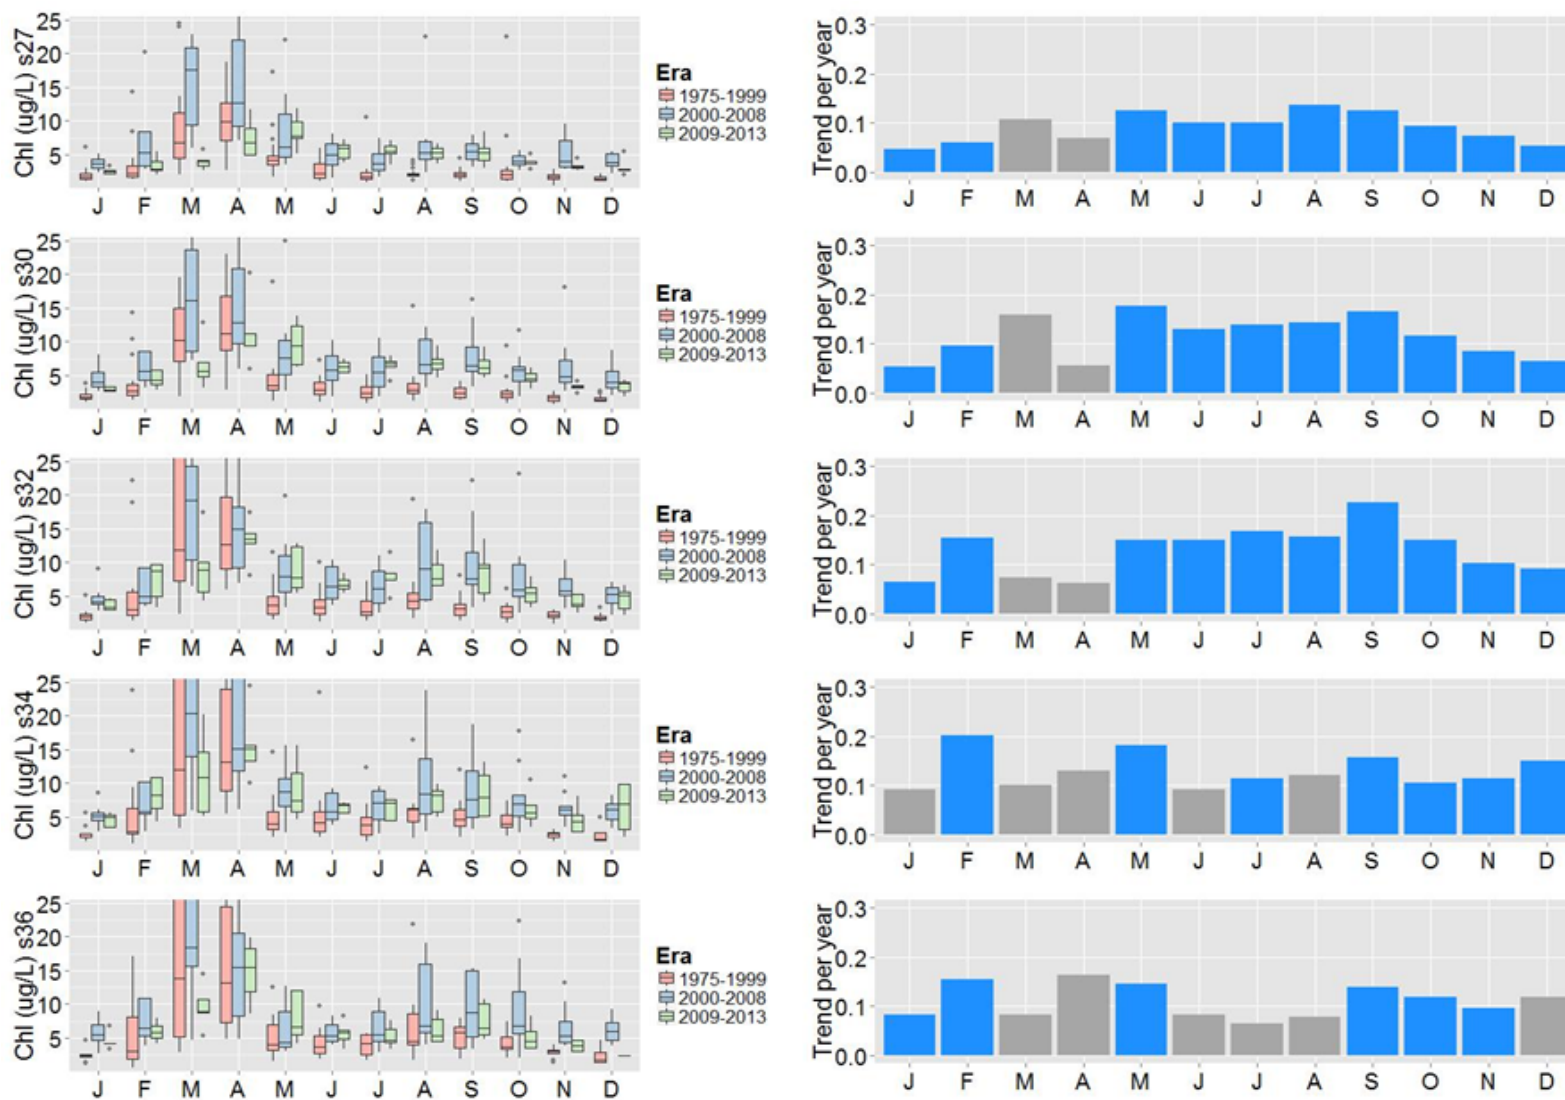 Chl (ug/L) s27
25
20
15
10
5
J F M A M J J A S O N D
Era
1975-1999
2000-2008
2009-2013
Trend per year
0.3
0.2
0.1
0.0
J F M A M J J A S O N D
Chl (ug/L) s30
25
20
15
10
5
J F M A M J J A S O N D
Era
1975-1999
2000-2008
2009-2013
Trend per year
0.3
0.2
0.1
0.0
J F M A M J J A S O N D
Chl (ug/L) s32
25
20
15
10
5
J F M A M J J A S O N D
Era
1975-1999
2000-2008
2009-2013
Trend per year
0.3
0.2
0.1
0.0
J F M A M J J A S O N D
Chl (ug/L) s34
25
20
15
10
5
J F M A M J J A S O N D
Era
1975-1999
2000-2008
2009-2013
Trend per year
0.3
0.2
0.1
0.0
J F M A M J J A S O N D
Chl (ug/L) s36
25
20
15
10
5
J F M A M J J A S O N D
Era
1975-1999
2000-2008
2009-2013
Trend per year
0.3
0.2
0.1
0.0
J F M A M J J A S O N D